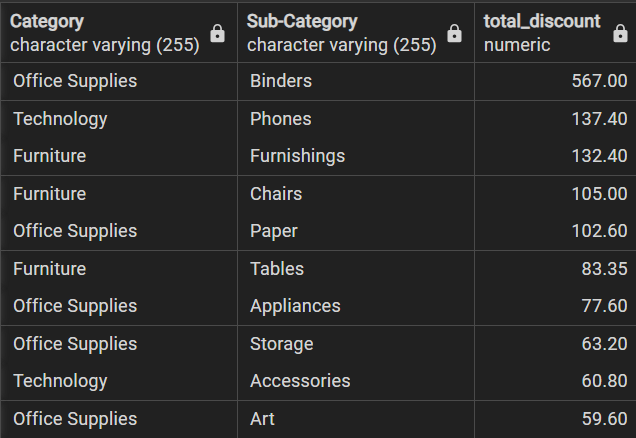 Category Sub-Category total_discount
character varying (255) character varying (255) numeric
Office Supplies Binders 567.00
Technology Phones 137.40
Furniture Furnishings 132.40
Furniture Chairs 105.00
Office Supplies Paper 102.60
Furniture Tables 83.35
Office Supplies Appliances 77.60
Office Supplies Storage 63.20
Technology Accessories 60.80
Office Supplies Art 59.60